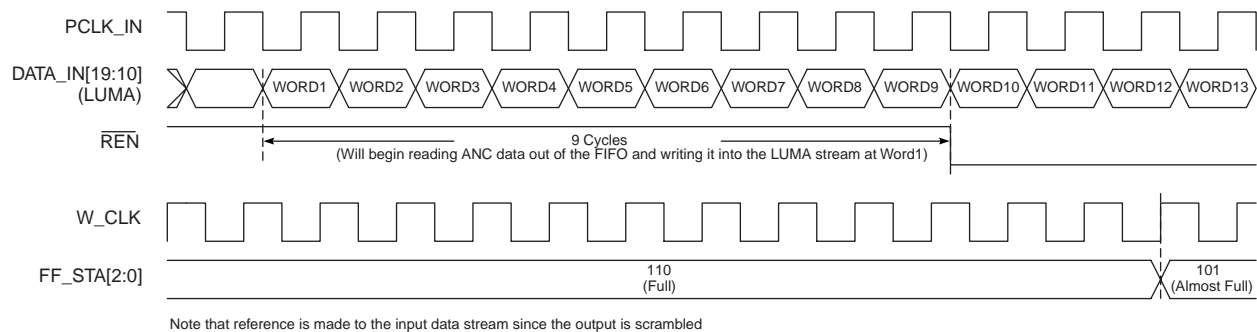 PCLK_IN
DATA_IN[19:10]
(LUMA)
WORD1 WORD2 WORD3 WORD4 WORD5 WORD6 WORD7 WORD8 WORD9 WORD10 WORD11 WORD12 WORD13
REN
9 Cycles
(Will begin reading ANC data out of the FIFO and writing it into the LUMA stream at Word1)
W_CLK
FF_STA[2:0]
110
(Full)
101
(Almost Full)
Note that reference is made to the input data stream since the output is scrambled